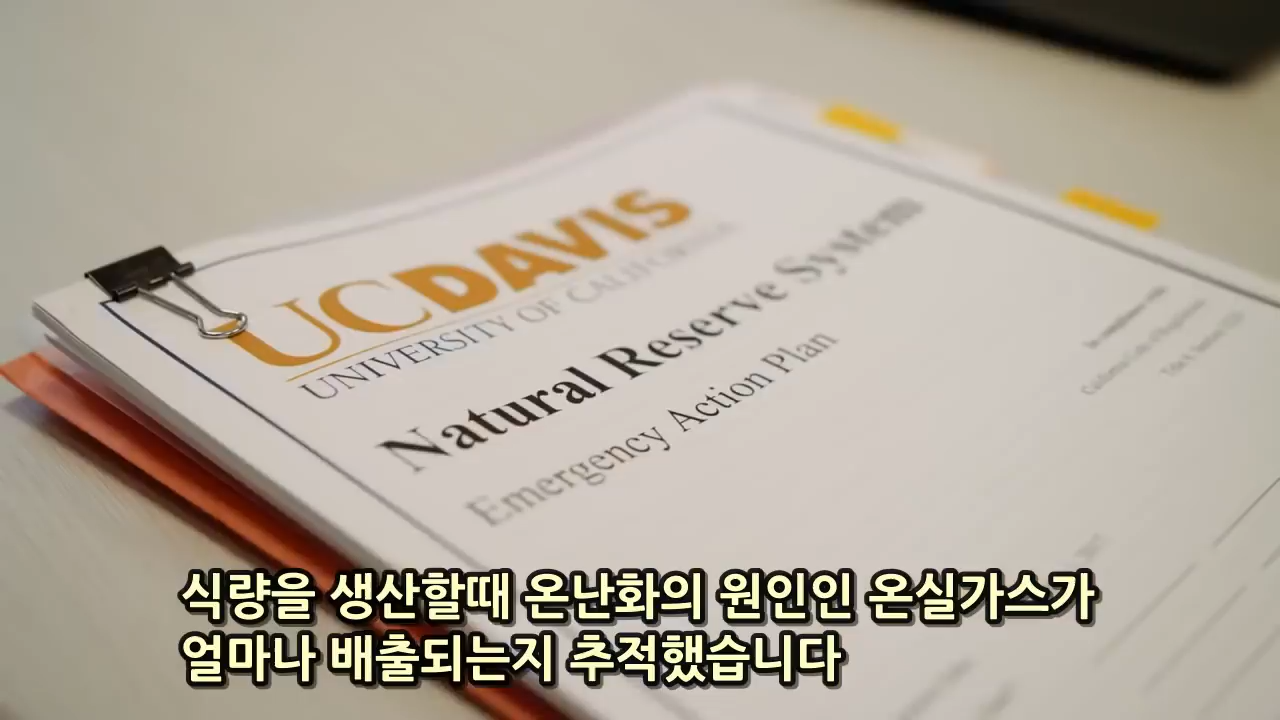 UCDAVIS
UNIVERSITY OF CALIFORNIA
Natural Reserve System
Emergency Action Plan
식량을 생산할때 온난화의 원인인 온실가스가
얼마나 배출되는지 추적했습니다